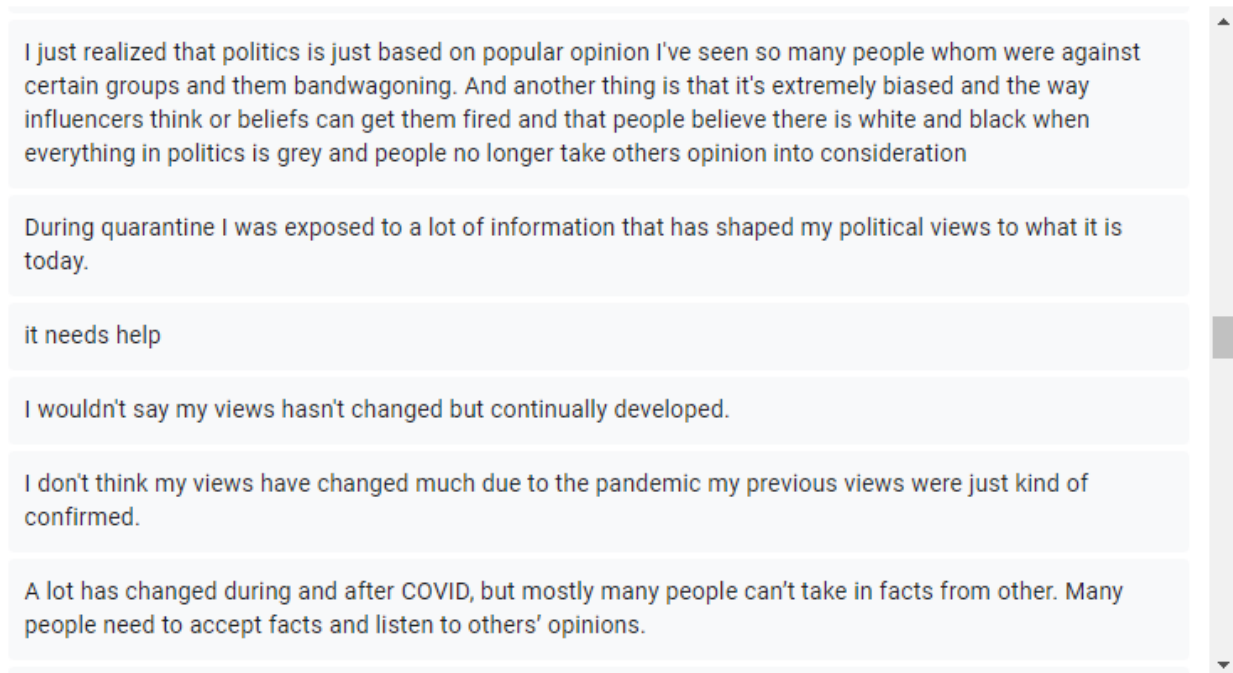 I just realized that politics is just based on popular opinion I've seen so many people whom were against
certain groups and them bandwagoning. And another thing is that it's extremely biased and the way
influencers think or beliefs can get them fired and that people believe there is white and black when
everything in politics is grey and people no longer take others opinion into consideration
During quarantine I was exposed to a lot of information that has shaped my political views to what it is
today.
it needs help
I wouldn't say my views hasn't changed but continually developed.
I don't think my views have changed much due to the pandemic my previous views were just kind of
confirmed.
A lot has changed during and after COVID, but mostly many people can’t take in facts from other. Many
people need to accept facts and listen to others’ opinions.